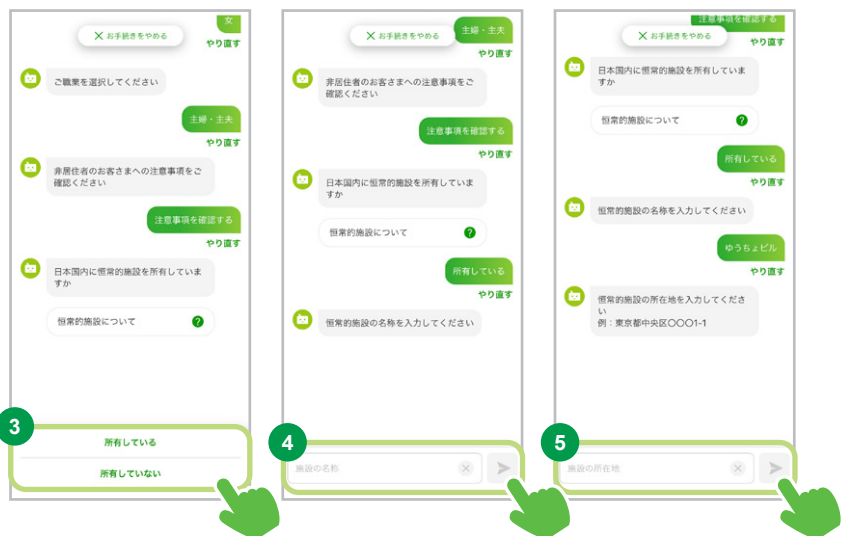 女
× お手続きをやめる
やり直す
ご職業を選択してください
主婦・主夫
やり直す
非居住者のお客さまへの注意事項をご
確認ください
注意事項を確認する
やり直す
日本国内に恒常的施設を所有していま
すか
恒常的施設について
?
3
所有している
所有していない
主婦・主夫
× お手続きをやめる
やり直す
非居住者のお客さまへの注意事項をご
確認ください
注意事項を確認する
やり直す
日本国内に恒常的施設を所有していま
すか
恒常的施設について
?
所有している
やり直す
恒常的施設の名称を入力してください
4
施設の名称
注意事項を確認する
× お手続きをやめる
やり直す
日本国内に恒常的施設を所有していま
すか
恒常的施設について
?
所有している
やり直す
恒常的施設の名称を入力してください
ゆうちょビル
やり直す
恒常的施設の所在地を入力してくださ
い
例：東京都中央区〇〇〇1-1
5
施設の所在地